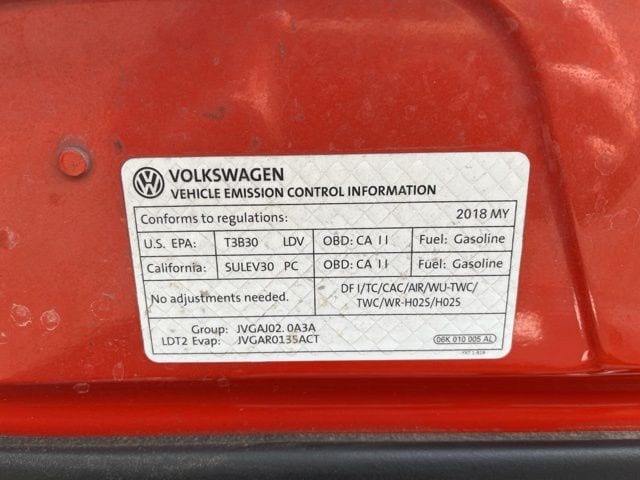 VOLKSWAGEN
VEHICLE EMISSION CONTROL INFORMATION
Conforms to regulations: 2018 MY
U.S. EPA: T3B30 LDV OBD: CA II Fuel: Gasoline
California: SULEV30 PC OBD: CA II Fuel: Gasoline
No adjustments needed. DFI/TC/CAC/AIR/WU-TWC/
TWC/WR-HO2S/HO2S
Group: JVGAJ02.0A3A
LDT2 Evap: JVGAR0135ACT
06K 010 005 AL